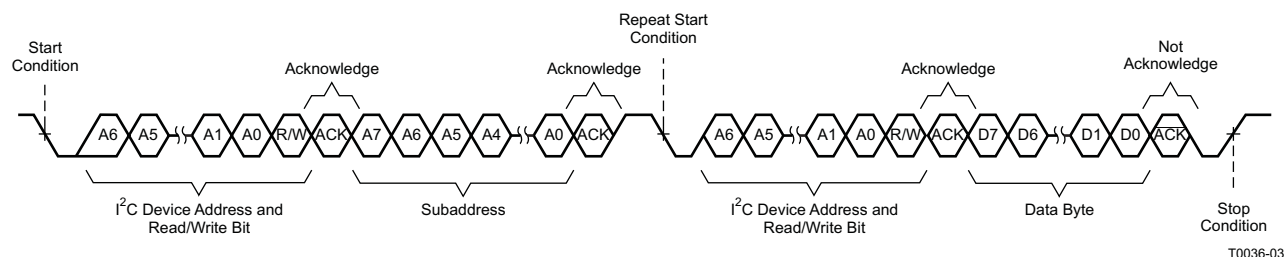 Start
Condition
Acknowledge
Acknowledge
Repeat Start
Condition
Acknowledge
Not
Acknowledge
A6 A5 A1 A0 R/W ACK A7 A6 A5 A4 A0 ACK A6 A5 A1 A0 R/W ACK D7 D6 D1 D0 A̅C̅K̅
I²C Device Address and
Read/Write Bit
Subaddress
I²C Device Address and
Read/Write Bit
Data Byte
Stop
Condition
T0036-03